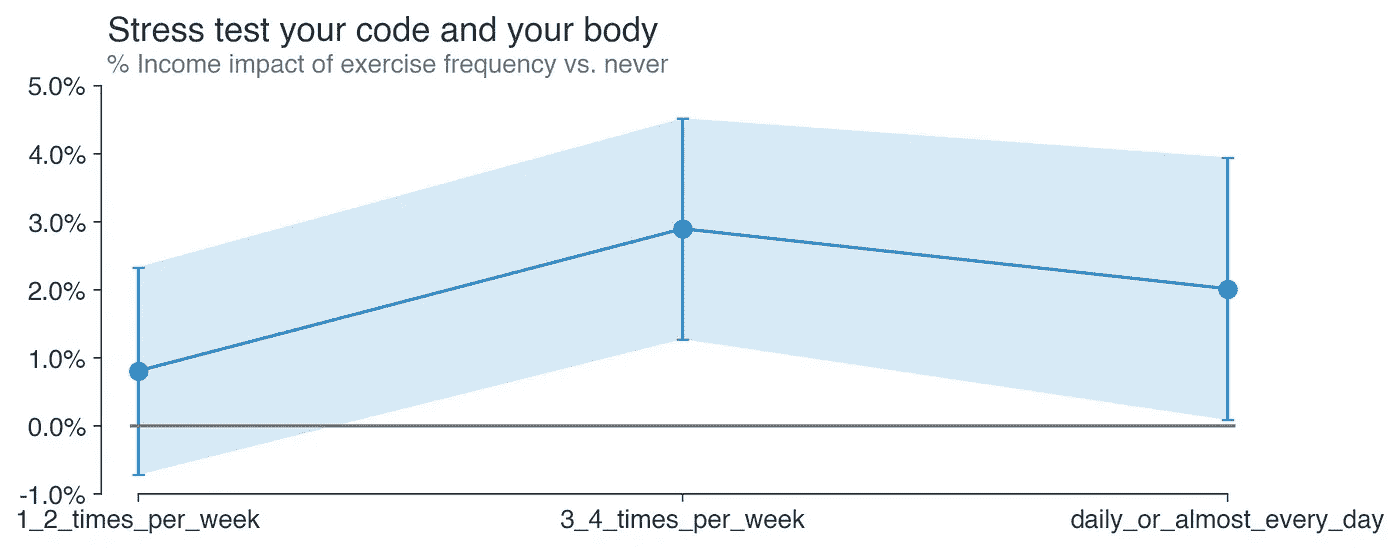 Stress test your code and your body
% Income impact of exercise frequency vs. never
5.0%
4.0%
3.0%
2.0%
1.0%
0.0%
-1.0%
1_2_times_per_week
3_4_times_per_week
daily_or_almost_every_day